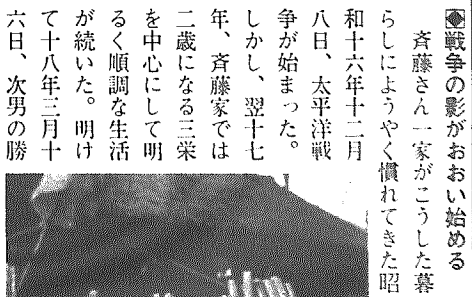 ◆戦争の影がおおい始める
斉藤さん一家がこうした暮
らしにようやく慣れてきた昭
和十六年十二月
八日、太平洋戦
争が始まった。
しかし、翌十七
年、斉藤家では
二歳になる三栄
を中心にして明
るく順調な生活
が続いた。明け
て十八年三月十
六日、次男の勝